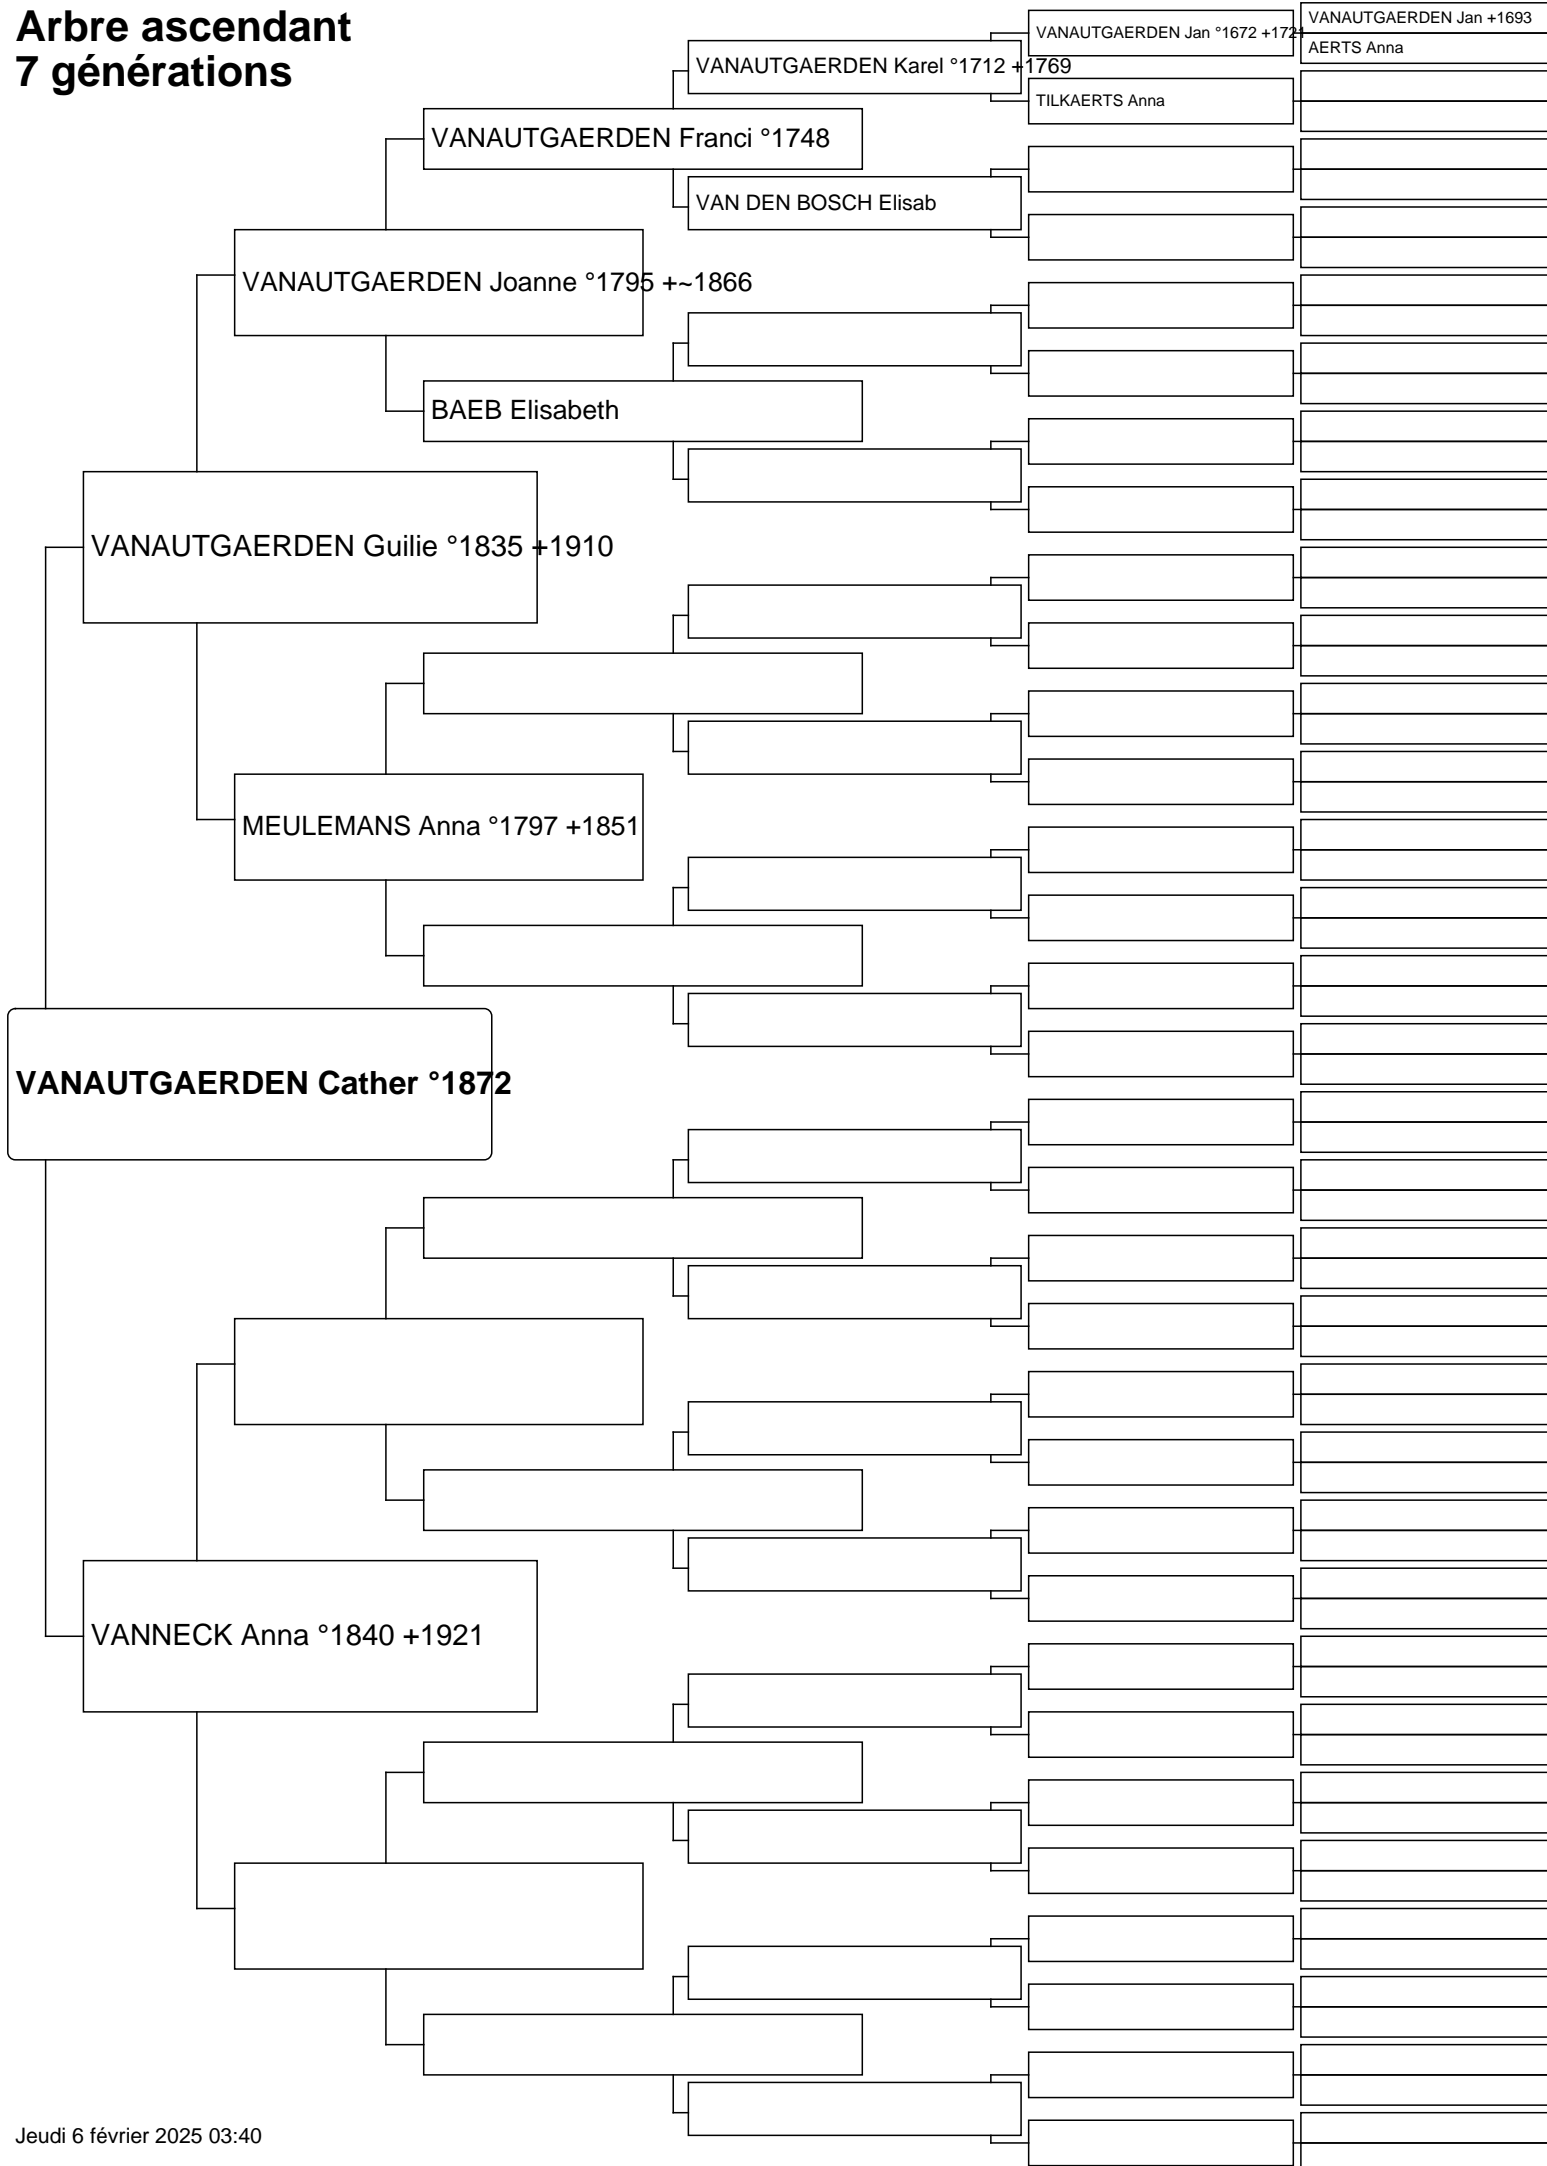 Arbre ascendant
7 générations
VANAUTGAERDEN Jan +1693
VANAUTGAERDEN Jan °1672 +1721
AERTS Anna
VANAUTGAERDEN Karel °1712 +1769
TILKAERTS Anna
VANAUTGAERDEN Franci °1748
VAN DEN BOSCH Elisab
VANAUTGAERDEN Joanne °1795 +~1866
BAEB Elisabeth
VANAUTGAERDEN Guilie °1835 +1910
MEULEMANS Anna °1797 +1851
VANAUTGAERDEN Cather °1872
VANNECK Anna °1840 +1921
Jeudi 6 février 2025 03:40